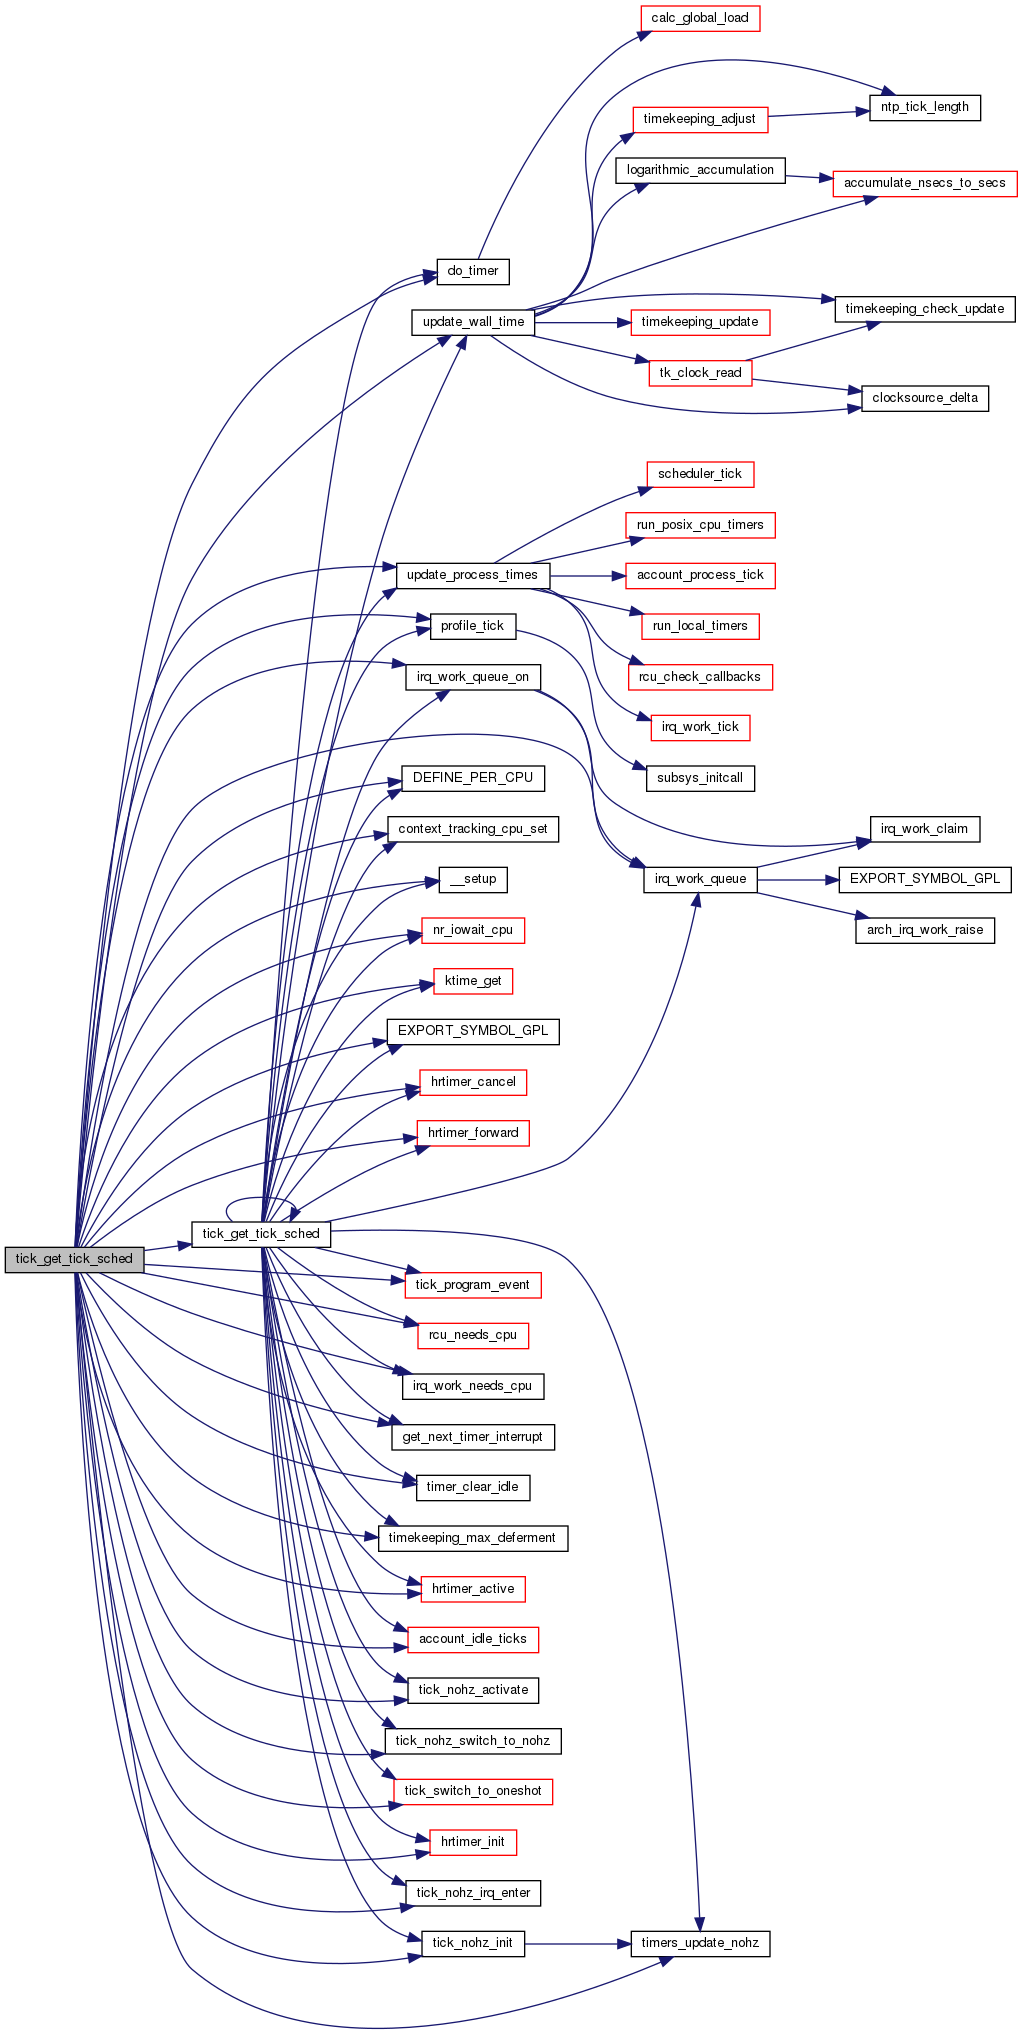 calc_global_load
ntp_tick_length
timekeeping_adjust
logarithmic_accumulation
accumulate_nsecs_to_secs
do_timer
timekeeping_check_update
update_wall_time
timekeeping_update
tk_clock_read
clocksource_delta
scheduler_tick
run_posix_cpu_timers
update_process_times
account_process_tick
profile_tick
run_local_timers
irq_work_queue_on
rcu_check_callbacks
irq_work_tick
DEFINE_PER_CPU
subsys_initcall
context_tracking_cpu_set
irq_work_claim
__setup
irq_work_queue
EXPORT_SYMBOL_GPL
nr_iowait_cpu
arch_irq_work_raise
ktime_get
EXPORT_SYMBOL_GPL
hrtimer_cancel
hrtimer_forward
tick_get_tick_sched
tick_get_tick_sched
tick_program_event
rcu_needs_cpu
irq_work_needs_cpu
get_next_timer_interrupt
timer_clear_idle
timekeeping_max_deferment
hrtimer_active
account_idle_ticks
tick_nohz_activate
tick_nohz_switch_to_nohz
tick_switch_to_oneshot
hrtimer_init
tick_nohz_irq_enter
tick_nohz_init
timers_update_nohz